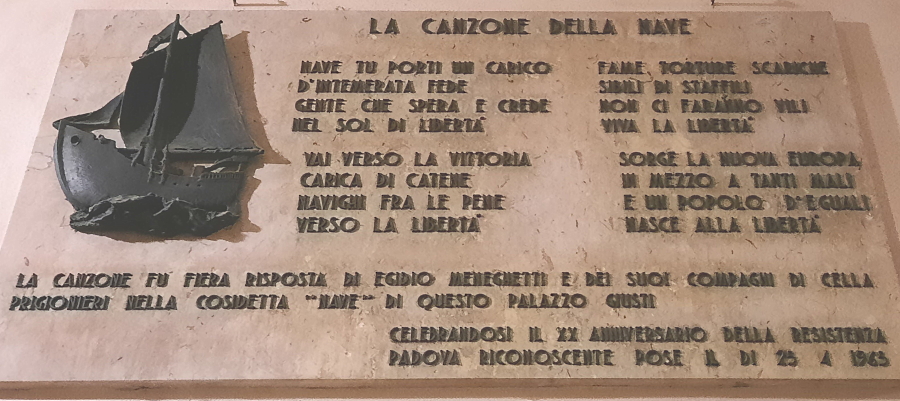 LA CANZONE DELLA NAVE
NAVE TU PORTI UN CARICO
D'INTEMERATA FEDE
GENTE CHE SPERA E CREDE
NEL SOL DI LIBERTA'
VAI VERSO LA VITTORIA
CARICA DI CATENE
NAVIGHI FRA LE PENE
VERSO LA LIBERTA'
FAME TORTURE SCARICHE
SIBILI DI STAFFILI
NON CI FARANNO VILI
VIVA LA LIBERTA'
SORGE LA NUOVA EUROPA
IN MEZZO A TANTI MALI
E UN POPOLO D'EGUALI
NASCE ALLA LIBERTA'
LA CANZONE FU FIERA RISPOSTA DI EGIDIO MENEGHETTI E DEI SUOI COMPAGNI DI CELLA
PRIGIONIERI NELLA COSIDETTA "NAVE" DI QUESTO PALAZZO GIUSTI
CELEBRANDOSI IL XX ANNIVERSARIO DELLA RESISTENZA
PADOVA RICONOSCENTE POSE IL DI 25 4 1965